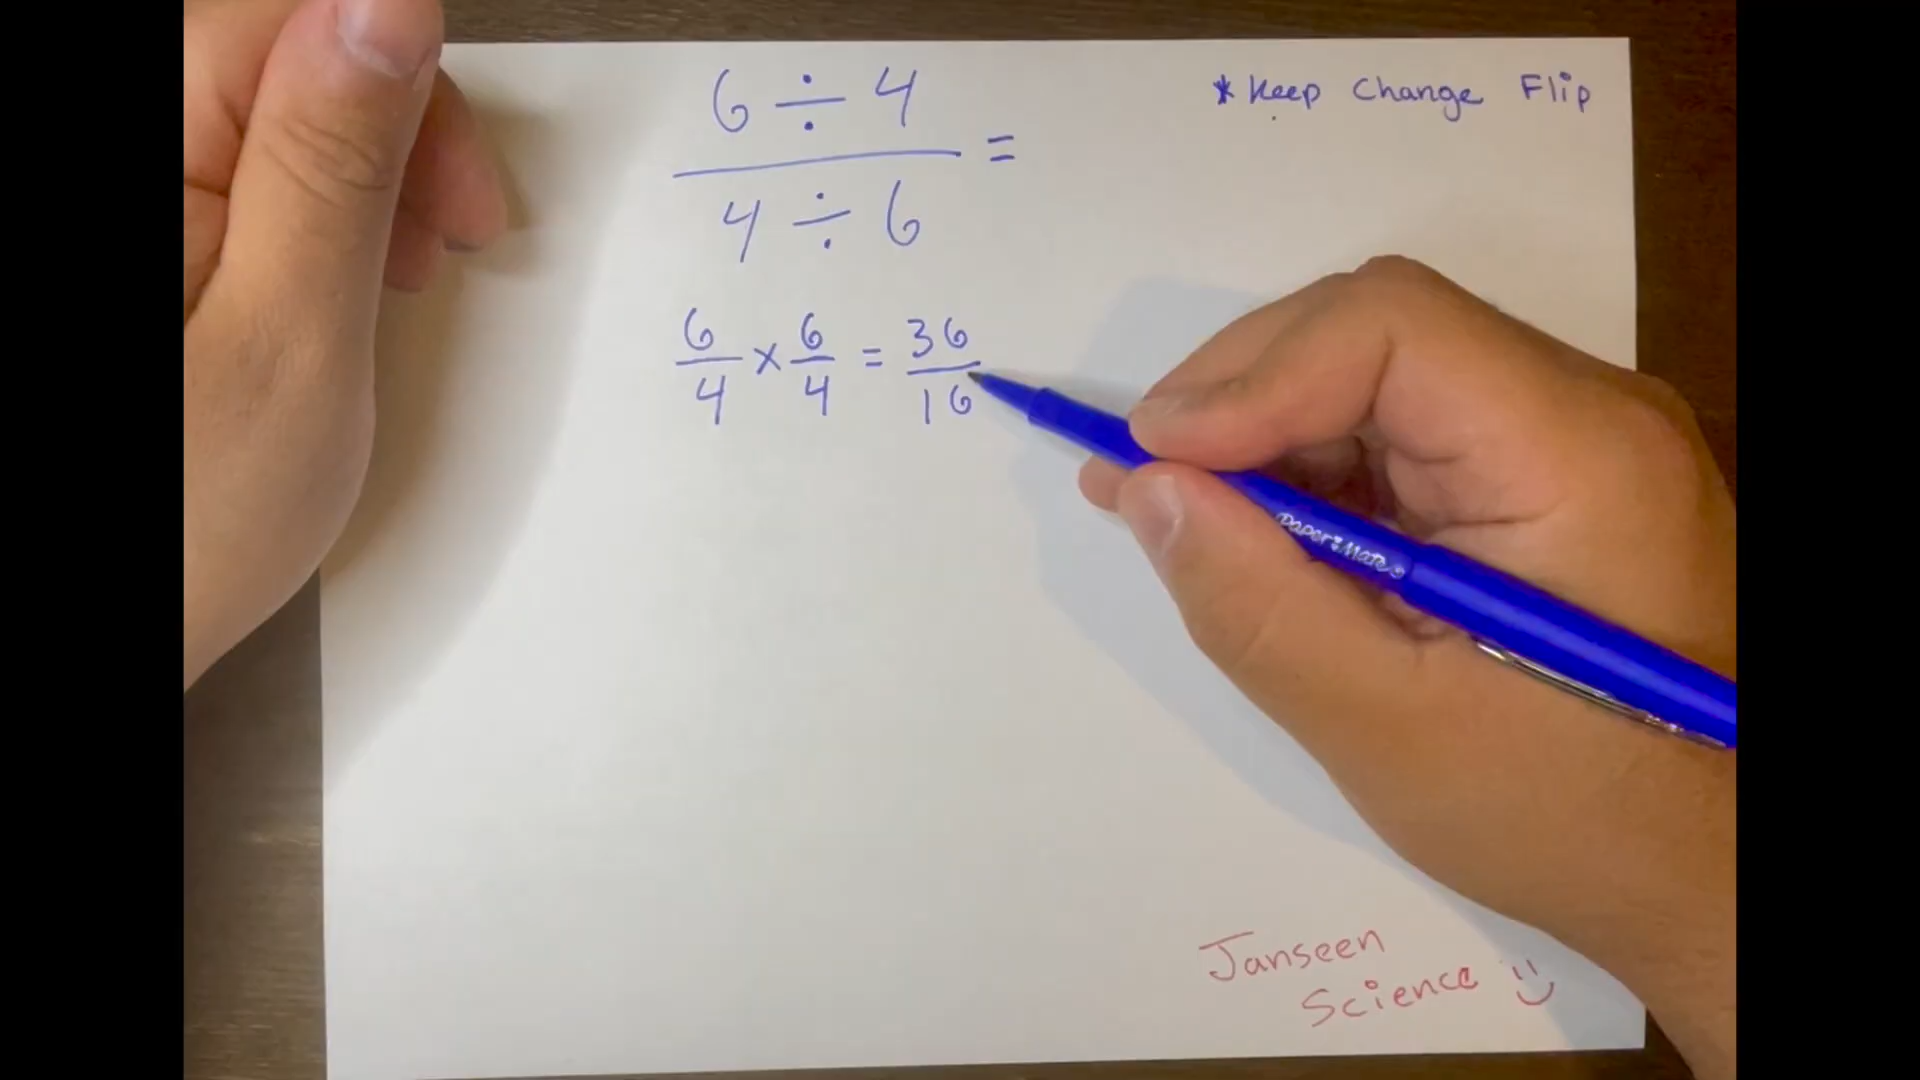 6 ÷ 4
* Keep Change Flip
=
4 ÷ 6
6/4 × 6/4 = 36/16
Paper Mate
Janseen
Science